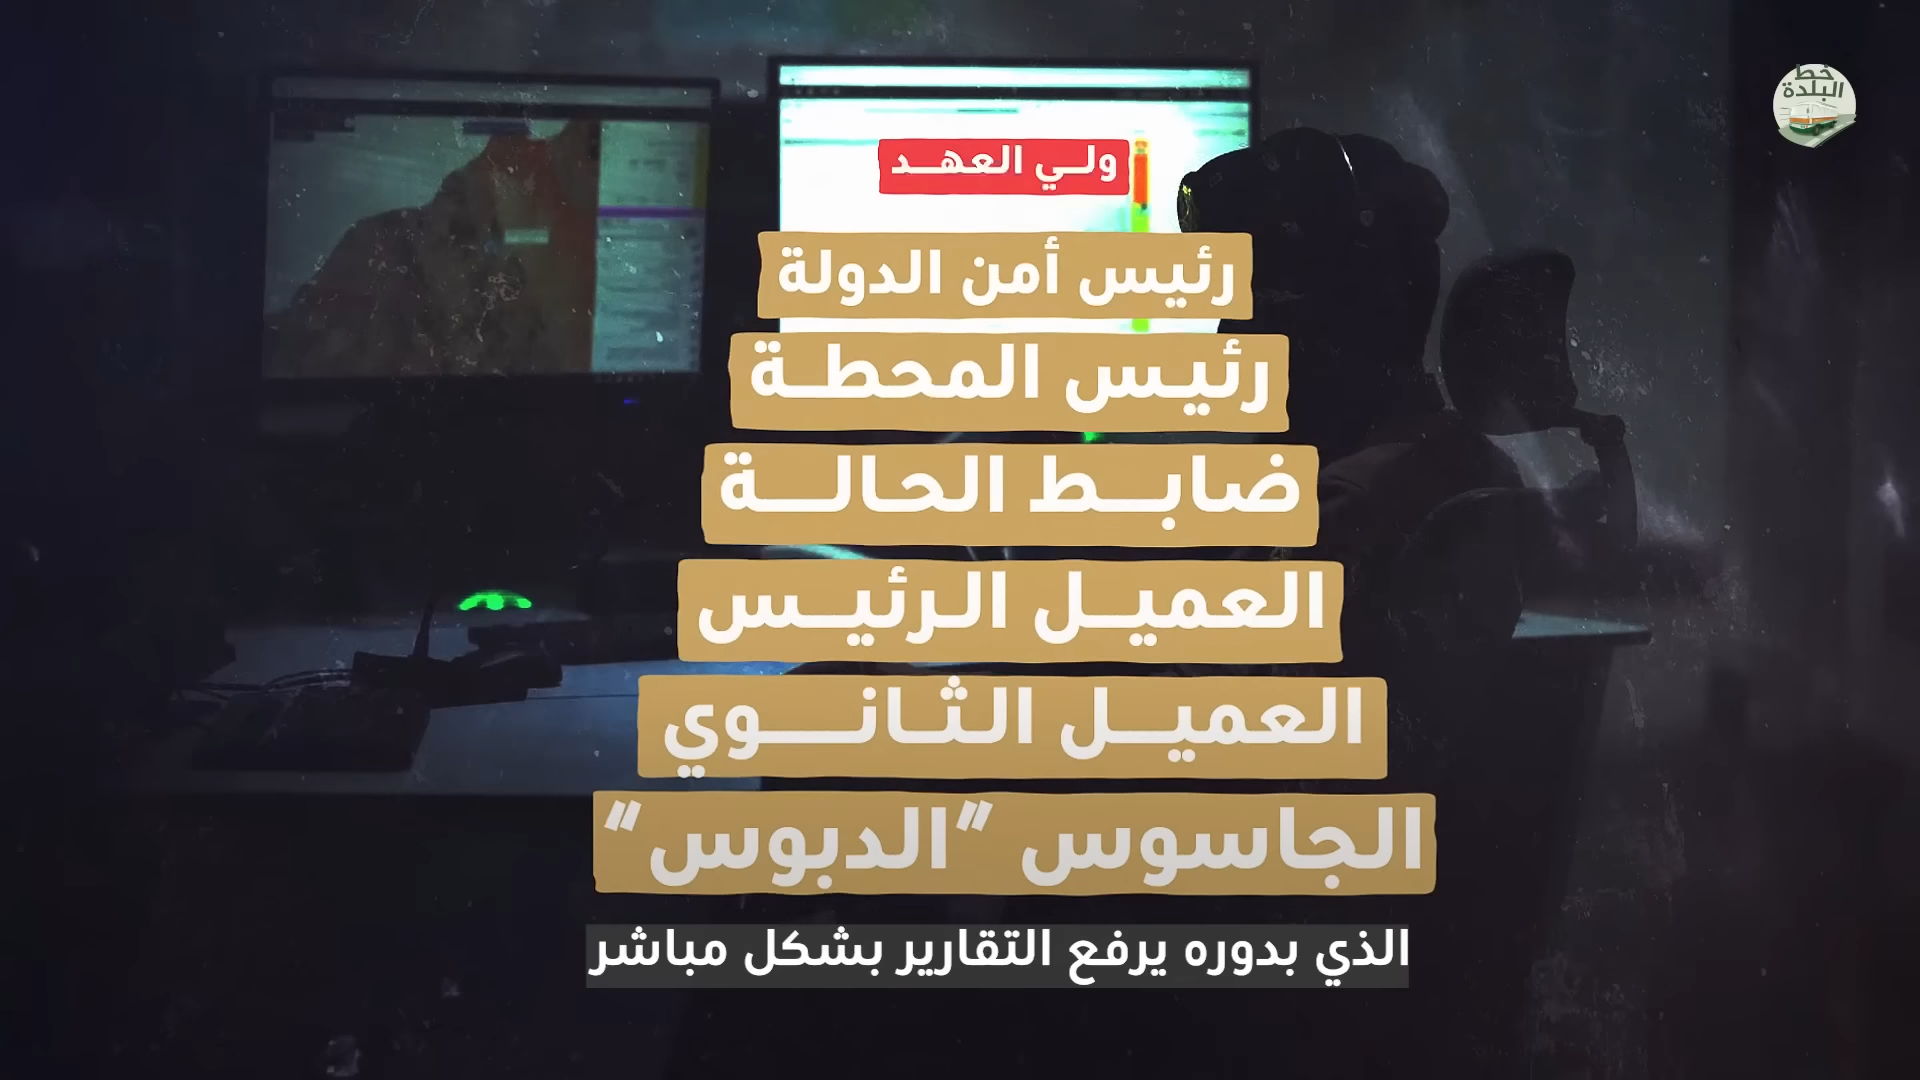 خط
البلدة
ولي العهد
رئيس أمن الدولة
رئيس المحطة
ضابط الحالة
العميل الرئيس
العميل الثانوي
الجاسوس "الدبوس"
الذي بدوره يرفع التقارير بشكل مباشر